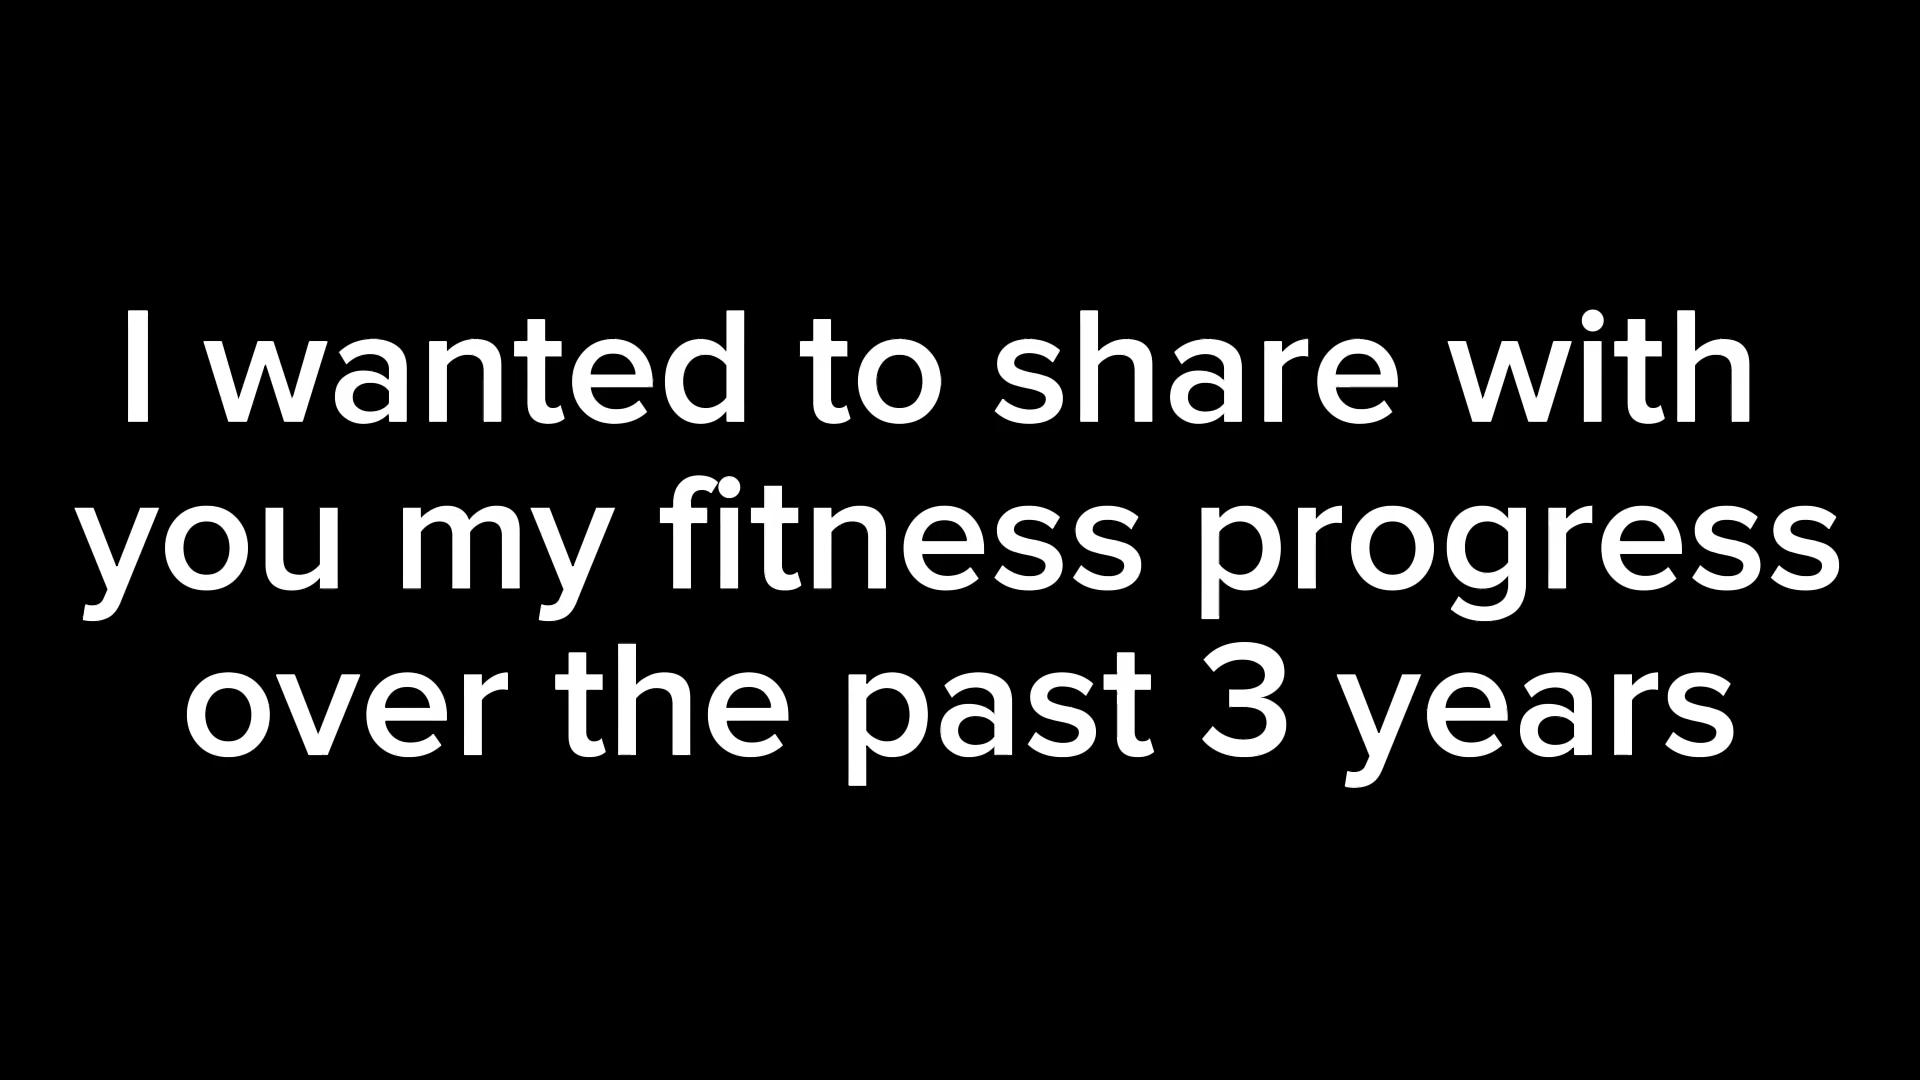 I wanted to share with
you my fitness progress
over the past 3 years